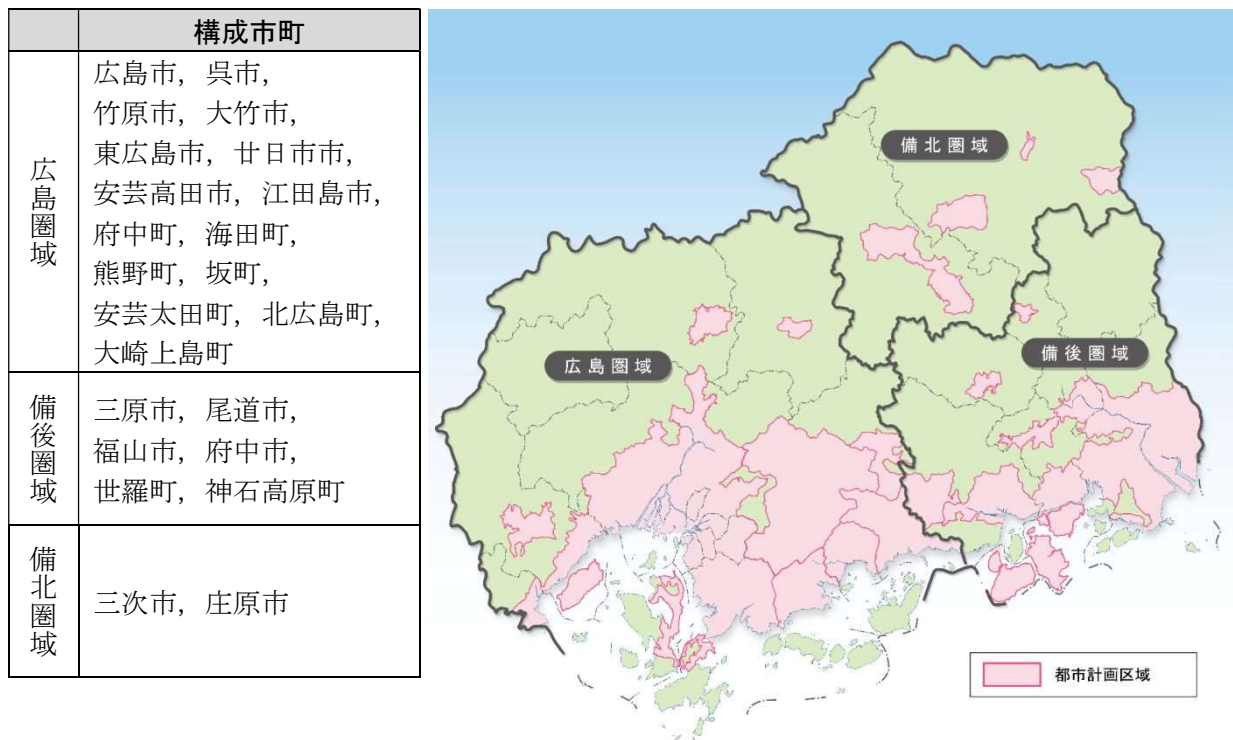 構成市町
広島圏域
広島市，呉市，
竹原市，大竹市，
東広島市，廿日市市，
安芸高田市，江田島市，
府中町，海田町，
熊野町，坂町，
安芸太田町，北広島町，
大崎上島町
備後圏域
三原市，尾道市，
福山市，府中市，
世羅町，神石高原町
備北圏域
三次市，庄原市
備北圏域
広島圏域
備後圏域
都市計画区域